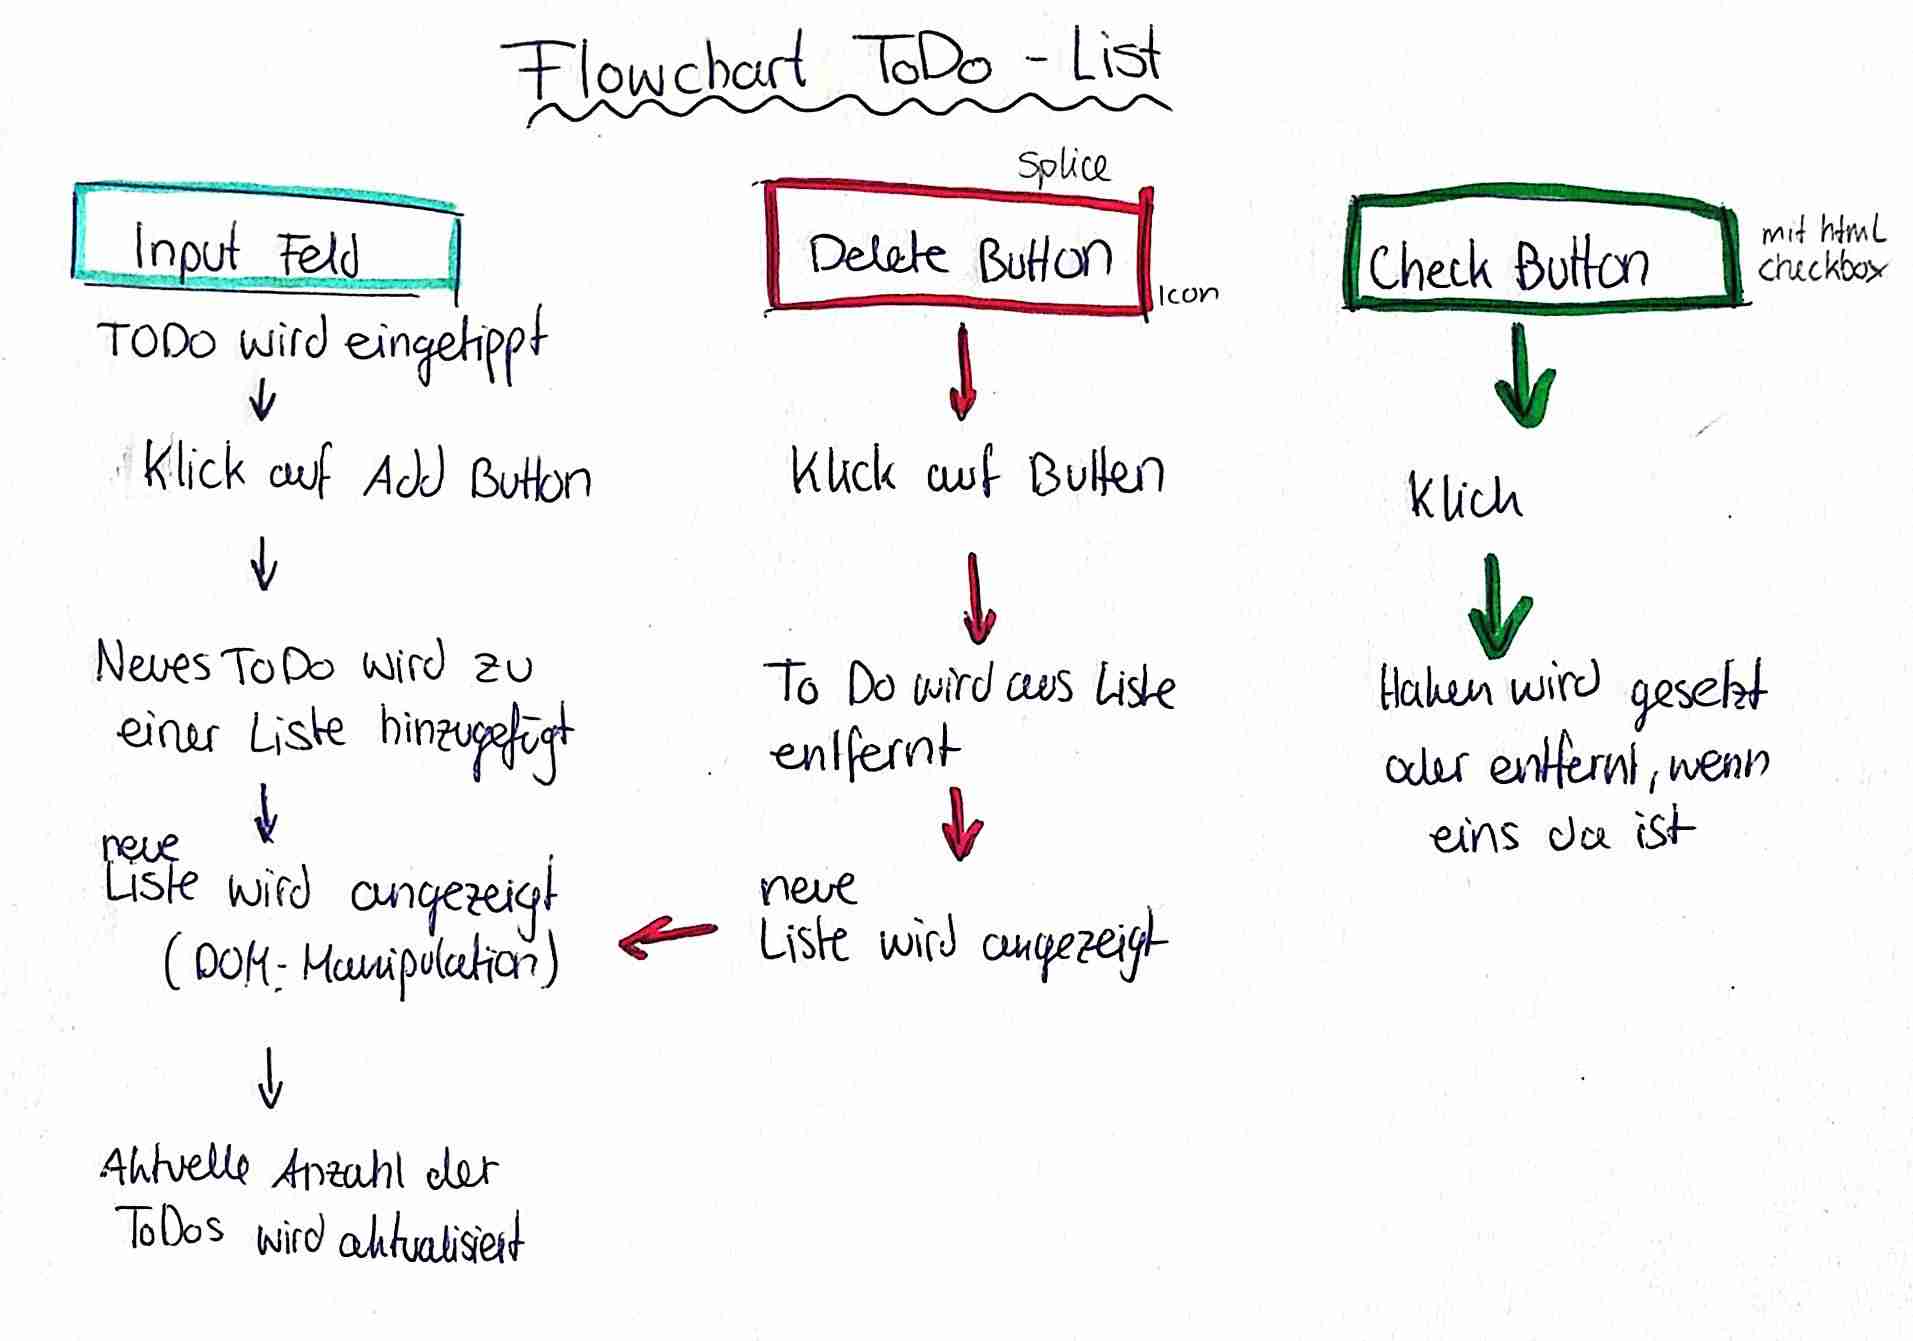 Flowchart ToDo - List
Input Feld
TODO wird eingetippt
Klick auf Add Button
Neues ToDo wird zu
einer Liste hinzugefügt
neue
Liste wird angezeigt
(DOM-Manipulation)
Aktuelle Anzahl der
ToDos wird aktualisiert
Splice
Delete Button
Icon
Klick auf Button
To Do wird aus Liste
entfernt
neue
Liste wird angezeigt
Check Button
mit html
checkbox
Klick
Haken wird gesetzt
oder entfernt, wenn
eins da ist